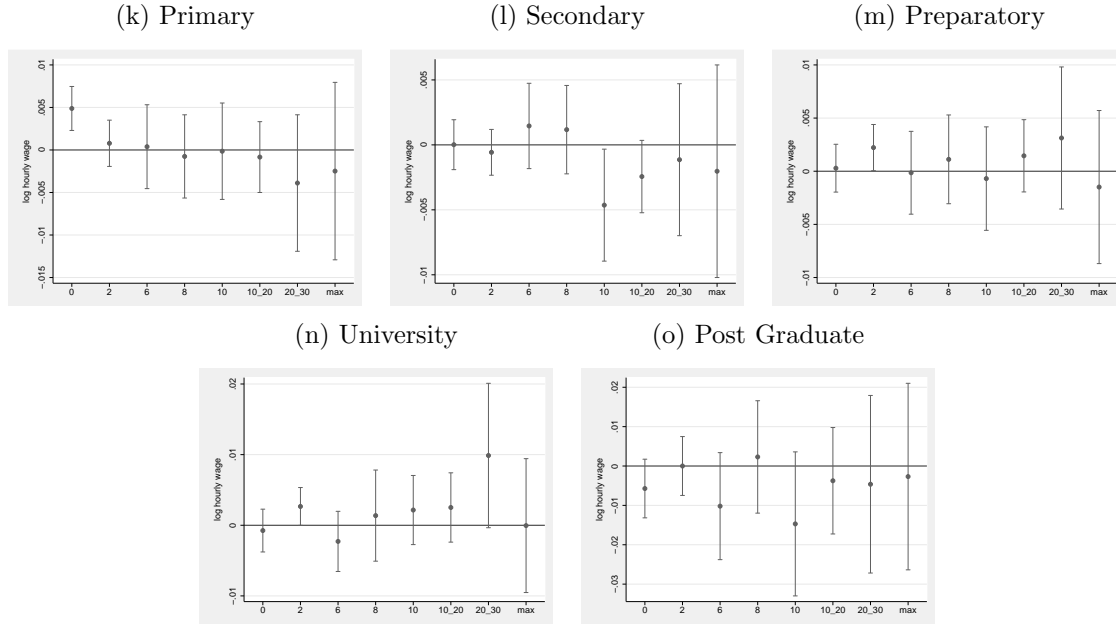 (k) Primary
(l) Secondary
(m) Preparatory
log hourly wage
.01
.005
0
-.005
-.01
-.015
0 2 6 8 10 10_20 20_30 max
log hourly wage
.005
0
-.005
-.01
0 2 6 8 10 10_20 20_30 max
log hourly wage
.01
.005
0
-.005
-.01
0 2 6 8 10 10_20 20_30 max
(n) University
(o) Post Graduate
log hourly wage
.02
.01
0
-.01
0 2 6 8 10 10_20 20_30 max
log hourly wage
.02
.01
0
-.01
-.02
-.03
0 2 6 8 10 10_20 20_30 max